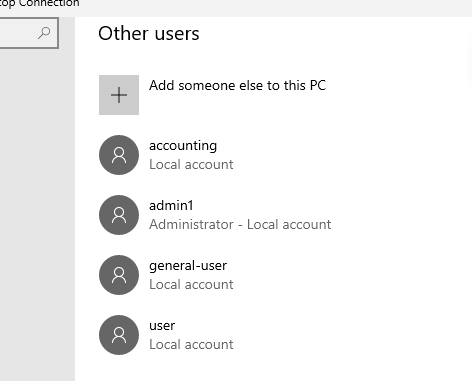 Connection
Other users
Add someone else to this PC
accounting
Local account
admin1
Administrator - Local account
general-user
Local account
user
Local account